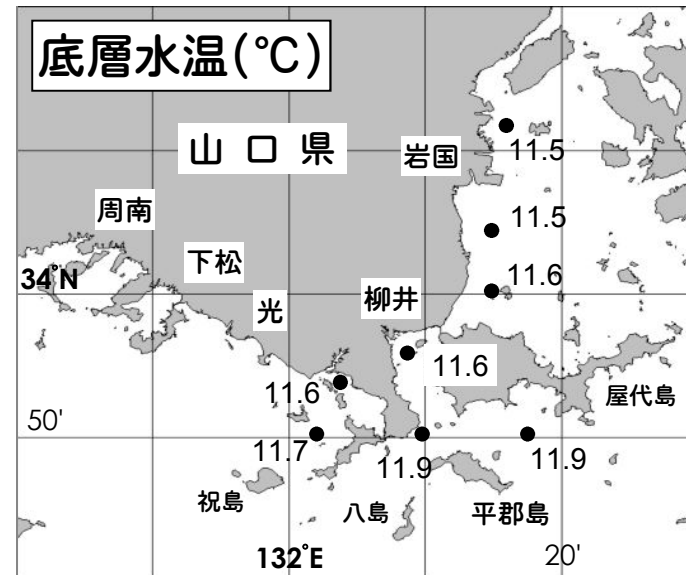 底層水温(℃)
山口県
岩国
11.5
周南
11.5
下松
34°N
11.6
光
柳井
11.6
11.6
屋代島
50'
11.7
11.9
11.9
祝島
八島
平郡島
132°E
20'